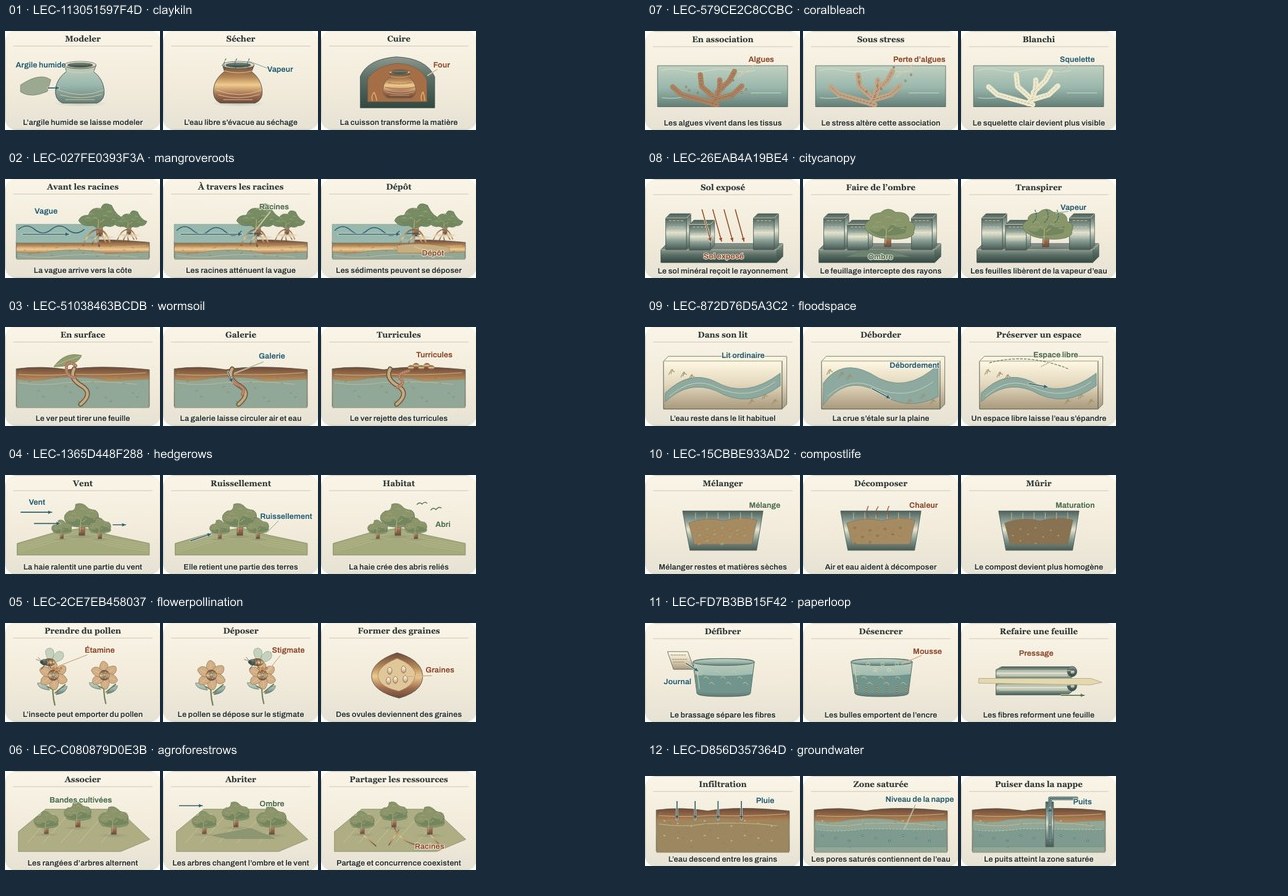 01 · LEC-113051597F4D · claykiln
Modeler
Argile humide
L'argile humide se laisse modeler
Sécher
Vapeur
L'eau libre s'évacue au séchage
Cuire
Four
La cuisson transforme la matière
02 · LEC-027FE0393F3A · mangroveroots
Avant les racines
Vague
La vague arrive vers la côte
À travers les racines
Racines
Les racines atténuent la vague
Dépôt
Dépôt
Les sédiments peuvent se déposer
03 · LEC-51038463BCDB · wormsoil
En surface
Le ver peut tirer une feuille
Galerie
Galerie
La galerie laisse circuler air et eau
Turricules
Turricules
Le ver rejette des turricules
04 · LEC-1365D448F288 · hedgerows
Vent
Vent
La haie ralentit une partie du vent
Ruissellement
Ruissellement
Elle retient une partie des terres
Habitat
Abri
La haie crée des abris reliés
05 · LEC-2CE7EB458037 · flowerpollination
Prendre du pollen
Étamine
L'insecte peut emporter du pollen
Déposer
Stigmate
Le pollen se dépose sur le stigmate
Former des graines
Graines
Des ovules deviennent des graines
06 · LEC-C080879D0E3B · agroforestrows
Associer
Bandes cultivées
Les rangées d'arbres alternent
Abriter
Ombre
Les arbres changent l'ombre et le vent
Partager les ressources
Racines
Partage et concurrence coexistent
07 · LEC-579CE2C8CCBC · coralbleach
En association
Algues
Les algues vivent dans les tissus
Sous stress
Perte d'algues
Le stress altère cette association
Blanchi
Squelette
Le squelette clair devient plus visible
08 · LEC-26EAB4A19BE4 · citycanopy
Sol exposé
Sol exposé
Le sol minéral reçoit le rayonnement
Faire de l'ombre
Ombre
Le feuillage intercepte des rayons
Transpirer
Vapeur
Les feuilles libèrent de la vapeur d'eau
09 · LEC-872D76D5A3C2 · floodspace
Dans son lit
Lit ordinaire
L'eau reste dans le lit habituel
Déborder
Débordement
La crue s'étale sur la plaine
Préserver un espace
Espace libre
Un espace libre laisse l'eau s'épandre
10 · LEC-15CBBE933AD2 · compostlife
Mélanger
Mélange
Mélanger restes et matières sèches
Décomposer
Chaleur
Air et eau aident à décomposer
Mûrir
Maturation
Le compost devient plus homogène
11 · LEC-FD7B3BB15F42 · paperloop
Défibrer
Journal
Le brassage sépare les fibres
Désencrer
Mousse
Les bulles emportent de l'encre
Refaire une feuille
Pressage
Les fibres reforment une feuille
12 · LEC-D856D357364D · groundwater
Infiltration
Pluie
L'eau descend entre les grains
Zone saturée
Niveau de la nappe
Les pores saturés contiennent de l'eau
Puiser dans la nappe
Puits
Le puits atteint la zone saturée